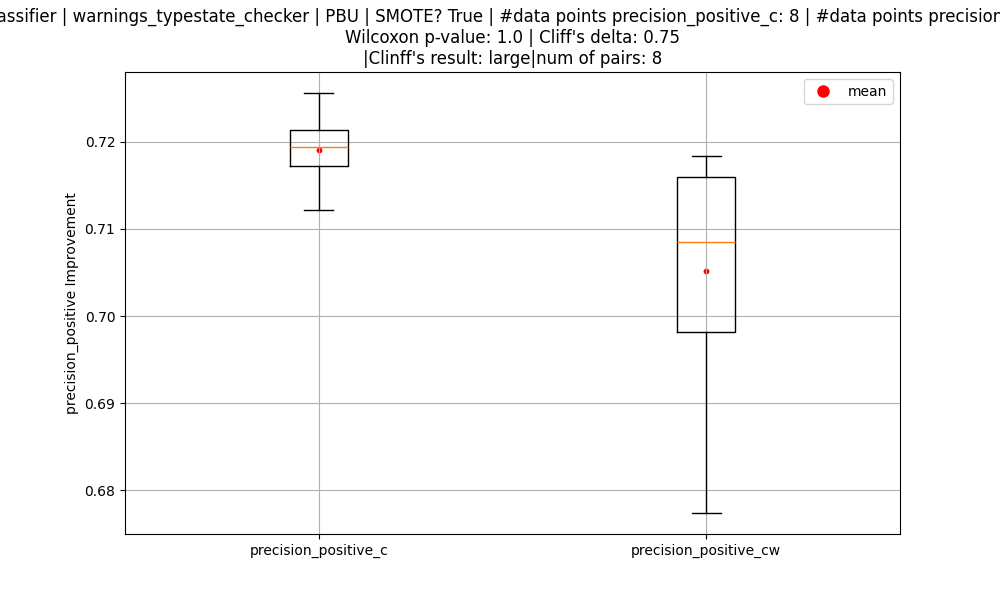 assifier | warnings_typestate_checker | PBU | SMOTE? True | #data points precision_positive_c: 8 | #data points precision
Wilcoxon p-value: 1.0 | Cliff's delta: 0.75
|Clinff's result: large|num of pairs: 8
mean
0.72
0.71
0.70
0.69
0.68
precision_positive Improvement
precision_positive_c
precision_positive_cw